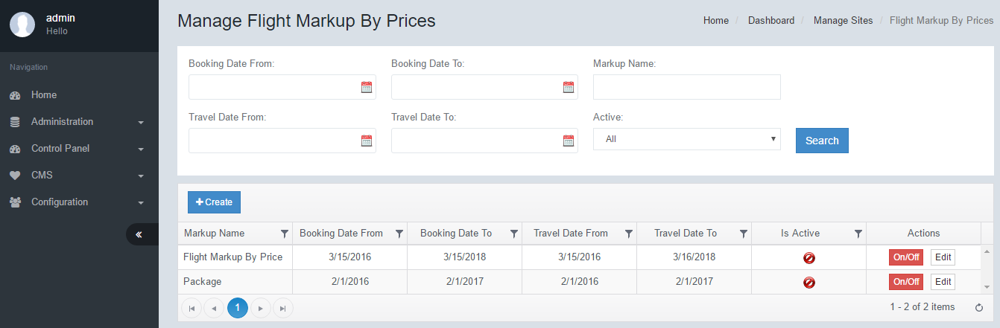 admin
Hello
Navigation
Home
Administration
Control Panel
CMS
Configuration
Manage Flight Markup By Prices
Home / Dashboard / Manage Sites / Flight Markup By Prices
Booking Date From: Booking Date To: Markup Name:
Travel Date From: Travel Date To: Active:
All
Search
+Create
Markup Name Booking Date From Booking Date To Travel Date From Travel Date To Is Active Actions
Flight Markup By Price 3/15/2016 3/15/2018 3/15/2016 3/16/2018 On/Off Edit
Package 2/1/2016 2/1/2017 2/1/2016 2/1/2017 On/Off Edit
1 1 - 2 of 2 items